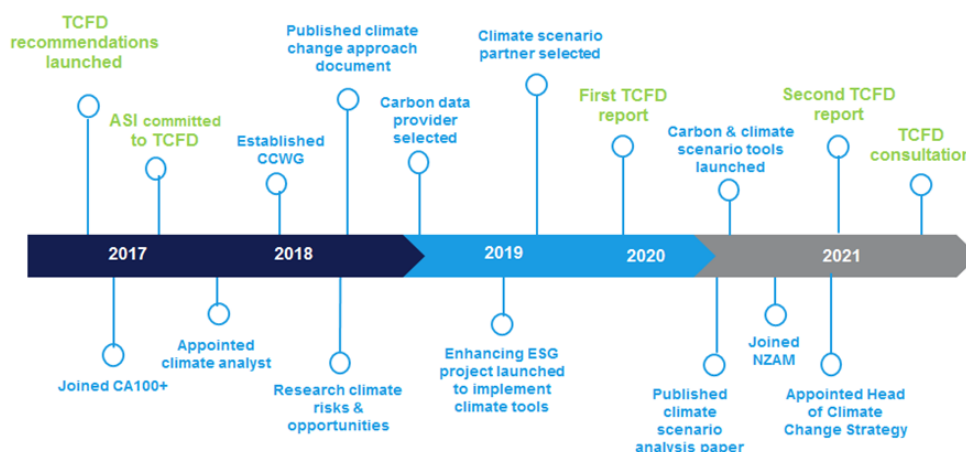 TCFD
recommendations
launched
ASI committed
to TCFD
Established
CCWG
Published climate
change approach
document
Carbon data
provider
selected
Climate scenario
partner selected
First TCFD
report
Carbon & climate
scenario tools
launched
Second TCFD
report
TCFD
consultation
2017
2018
2019
2020
2021
Joined CA100+
Appointed
climate analyst
Research climate
risks &
opportunities
Enhancing ESG
project launched
to implement
climate tools
Published
climate
scenario
analysis paper
Joined
NZAM
Appointed Head
of Climate
Change Strategy